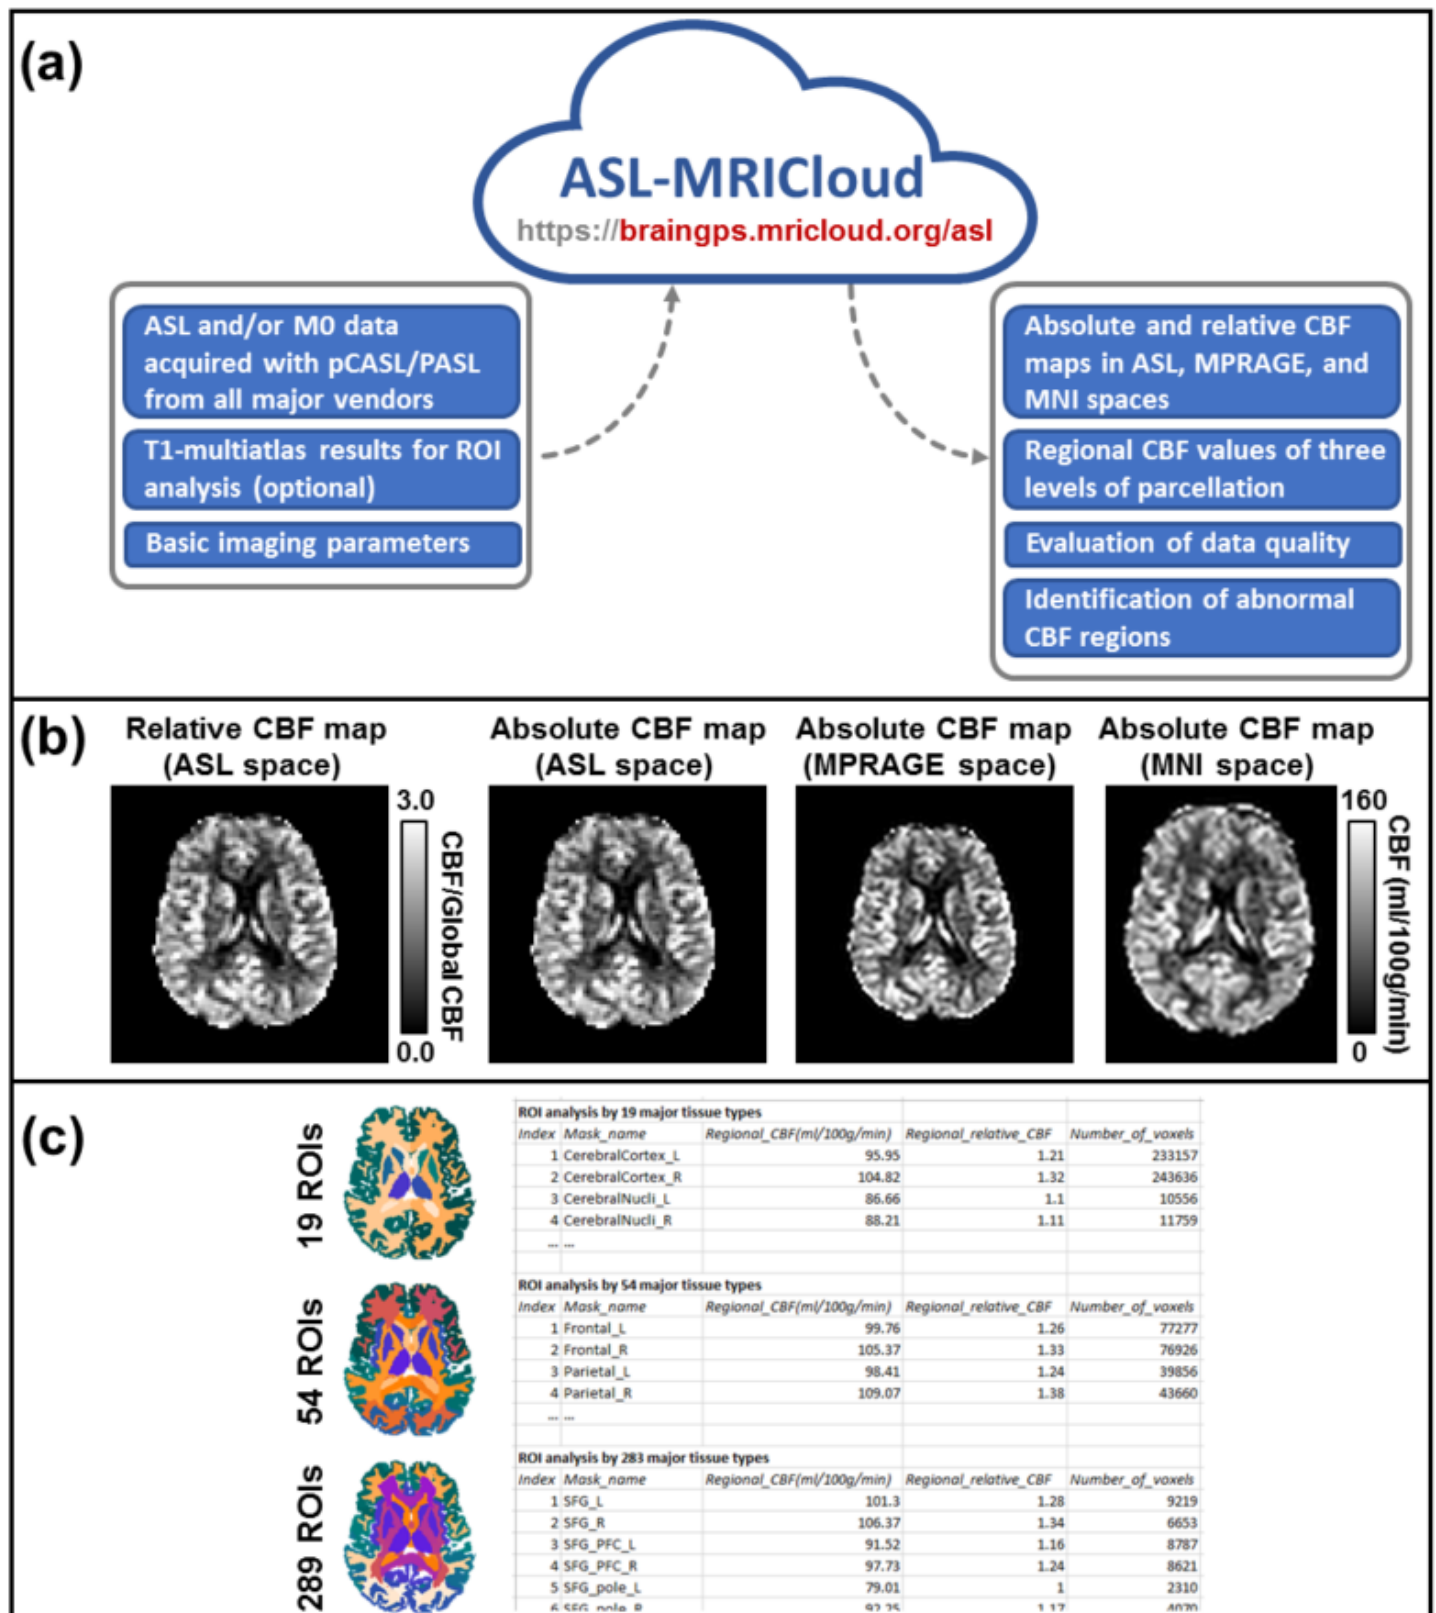 (a)
ASL-MRICloud
https://braingps.mricloud.org/asl
ASL and/or M0 data
acquired with pCASL/PASL
from all major vendors
T1-multiatlas results for ROI
analysis (optional)
Basic imaging parameters
Absolute and relative CBF
maps in ASL, MPRAGE, and
MNI spaces
Regional CBF values of three
levels of parcellation
Evaluation of data quality
Identification of abnormal
CBF regions
(b)
Relative CBF map
(ASL space)
3.0
CBF/Global CBF
0.0
Absolute CBF map
(ASL space)
Absolute CBF map
(MPRAGE space)
Absolute CBF map
(MNI space)
160
CBF (ml/100g/min)
0
(c)
19 ROIs
ROI analysis by 19 major tissue types
Index Mask_name Regional_CBF(ml/100g/min) Regional_relative_CBF Number_of_voxels
1 CerebralCortex_L 95.95 1.21 233157
2 CerebralCortex_R 104.82 1.32 243636
3 CerebralNucli_L 86.66 1.1 10556
4 CerebralNucli_R 88.21 1.11 11759
... ...
54 ROIs
ROI analysis by 54 major tissue types
Index Mask_name Regional_CBF(ml/100g/min) Regional_relative_CBF Number_of_voxels
1 Frontal_L 99.76 1.26 77277
2 Frontal_R 105.37 1.33 76926
3 Parietal_L 98.41 1.24 39856
4 Parietal_R 109.07 1.38 43660
... ...
289 ROIs
ROI analysis by 283 major tissue types
Index Mask_name Regional_CBF(ml/100g/min) Regional_relative_CBF Number_of_voxels
1 SFG_L 101.3 1.28 9219
2 SFG_R 106.37 1.34 6653
3 SFG_PFC_L 91.52 1.16 8787
4 SFG_PFC_R 97.73 1.24 8621
5 SFG_pole_L 79.01 1 2310
6 SFG_pole_R 92.25 1.17 4070